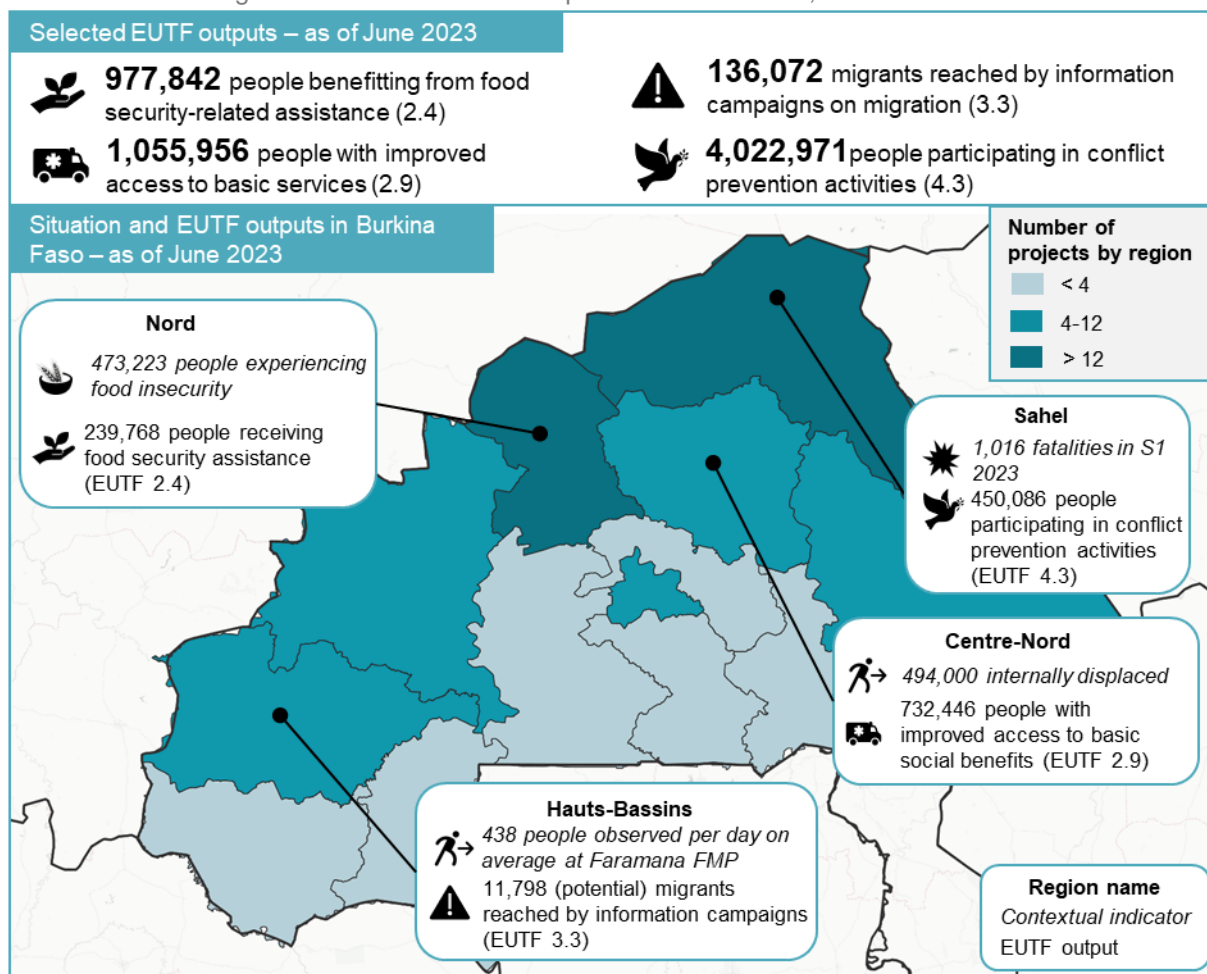 Selected EUTF outputs – as of June 2023
977,842 people benefitting from food
security-related assistance (2.4)
1,055,956 people with improved
access to basic services (2.9)
136,072 migrants reached by information
campaigns on migration (3.3)
4,022,971people participating in conflict
prevention activities (4.3)
Situation and EUTF outputs in Burkina
Faso – as of June 2023
Number of
projects by region
< 4
4-12
> 12
Nord
473,223 people experiencing
food insecurity
239,768 people receiving
food security assistance
(EUTF 2.4)
Sahel
1,016 fatalities in S1
2023
450,086 people
participating in conflict
prevention activities
(EUTF 4.3)
Centre-Nord
494,000 internally displaced
732,446 people with
improved access to basic
social benefits (EUTF 2.9)
Hauts-Bassins
438 people observed per day on
average at Faramana FMP
11,798 (potential) migrants
reached by information campaigns
(EUTF 3.3)
Region name
Contextual indicator
EUTF output